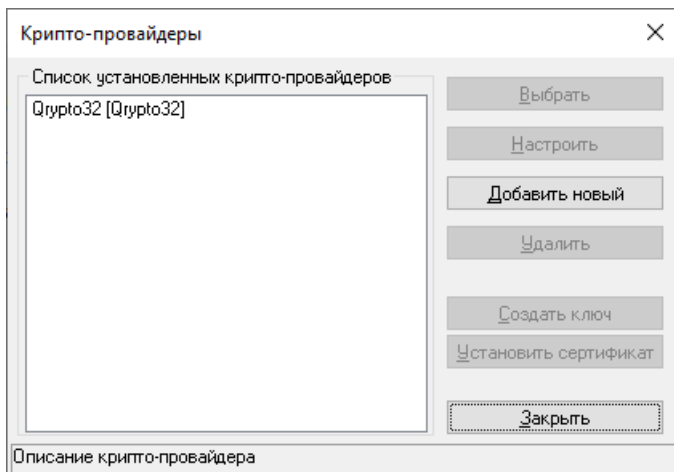 Крипто-провайдеры
Список установленных крипто-провайдеров
Qrypto32 [Qrypto32]
Выбрать
Настроить
Добавить новый
Удалить
Создать ключ
Установить сертификат
Закрыть
Описание крипто-провайдера